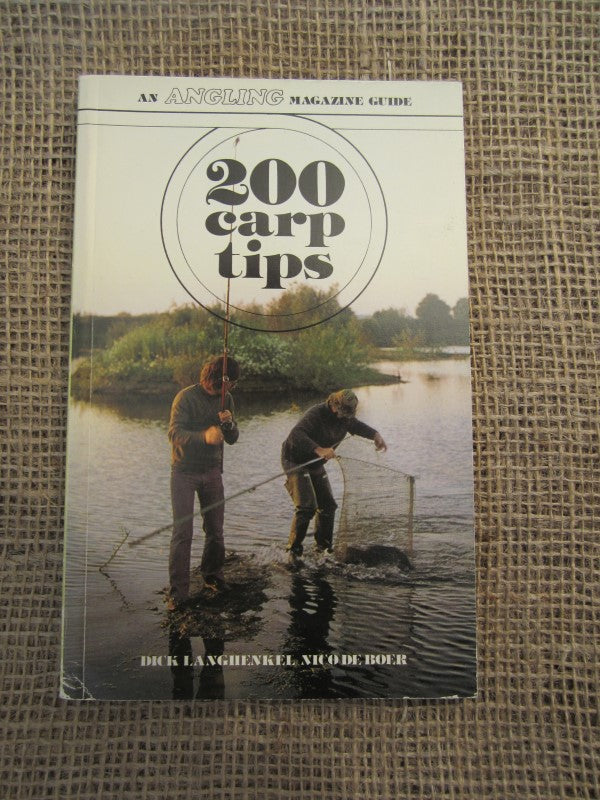 AN ANGLING MAGAZINE GUIDE
200
carp
tips
DICK LANGHENKEL NICO DE BOER